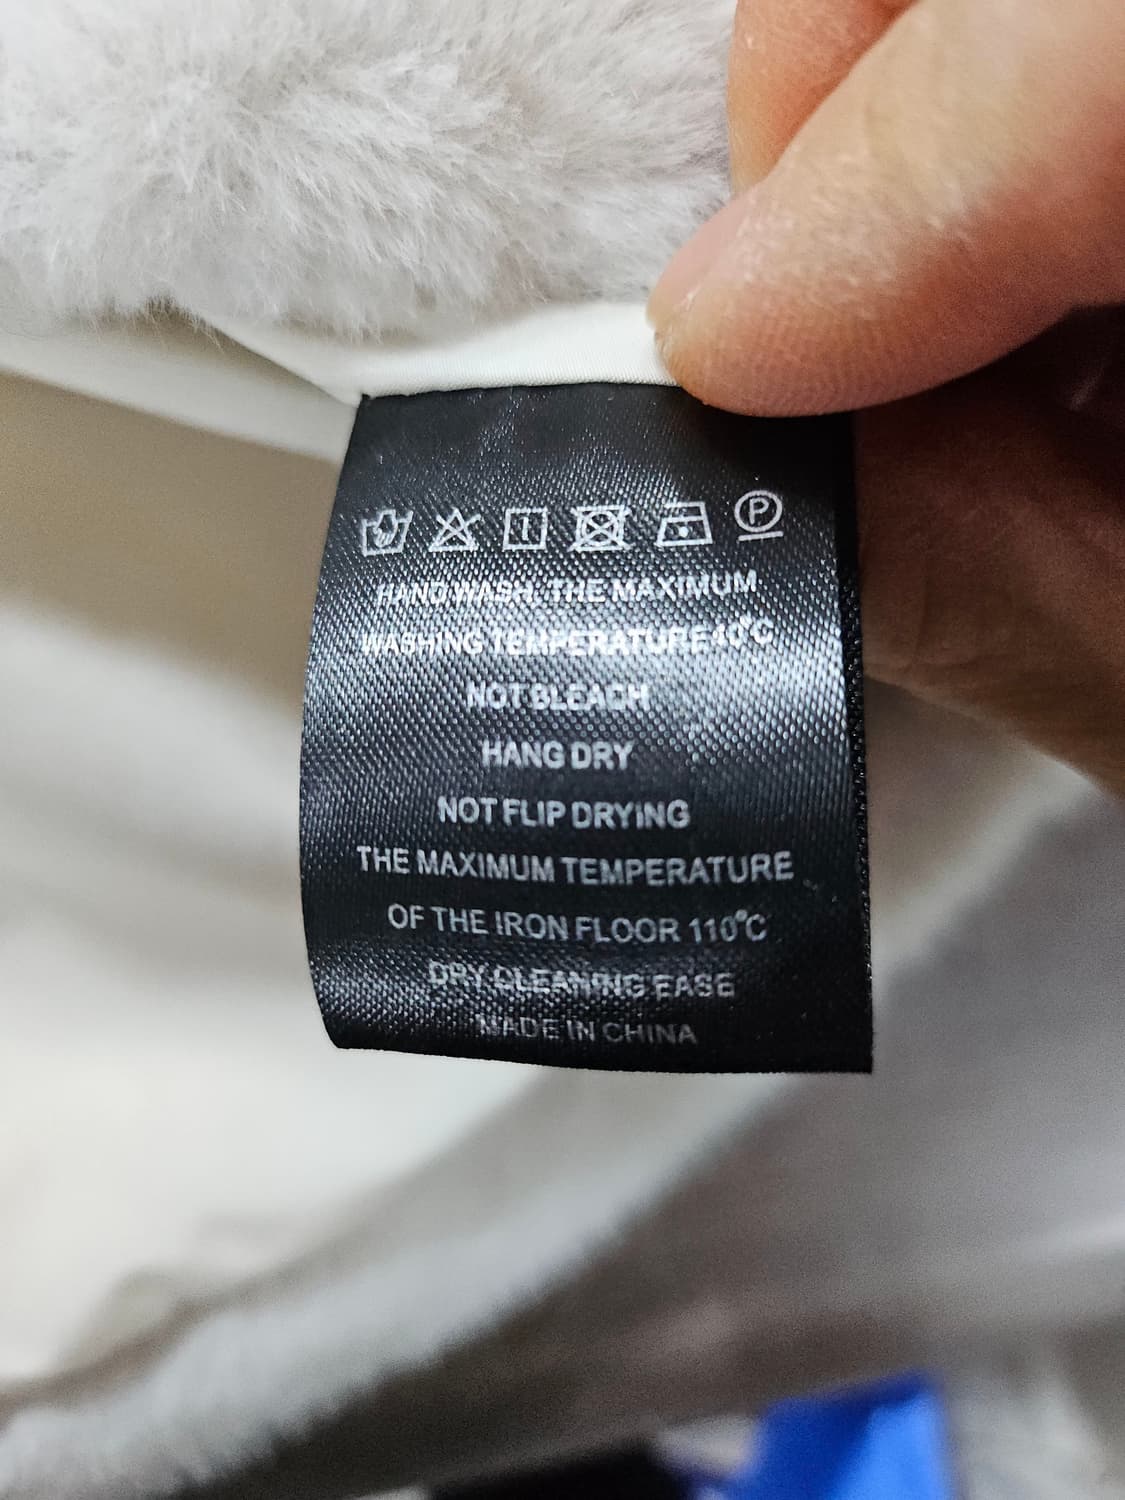 P
HAND WASH. THE MAXIMUM
WASHING TEMPERATURE 40℃
NOT BLEACH
HANG DRY
NOT FLIP DRYING
THE MAXIMUM TEMPERATURE
OF THE IRON FLOOR 110℃
DRY CLEANING EASE
MADE IN CHINA